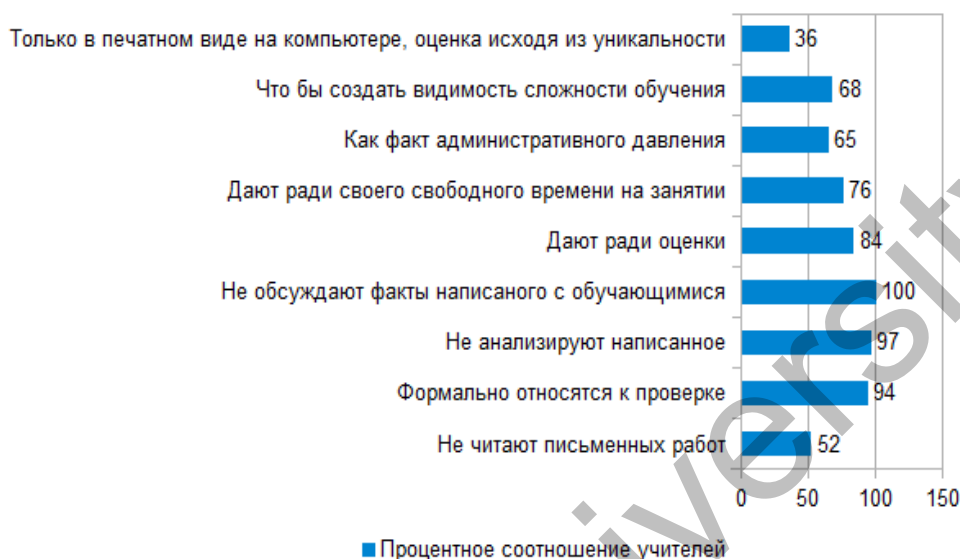 Только в печатном виде на компьютере, оценка исходя из уникальности 36
Что бы создать видимость сложности обучения 68
Как факт административного давления 65
Дают ради своего свободного времени на занятии 76
Дают ради оценки 84
Не обсуждают факты написаного с обучающимися 100
Не анализируют написанное 97
Формально относятся к проверке 94
Не читают письменных работ 52
0 50 100 150
Процентное соотношение учителей
versity